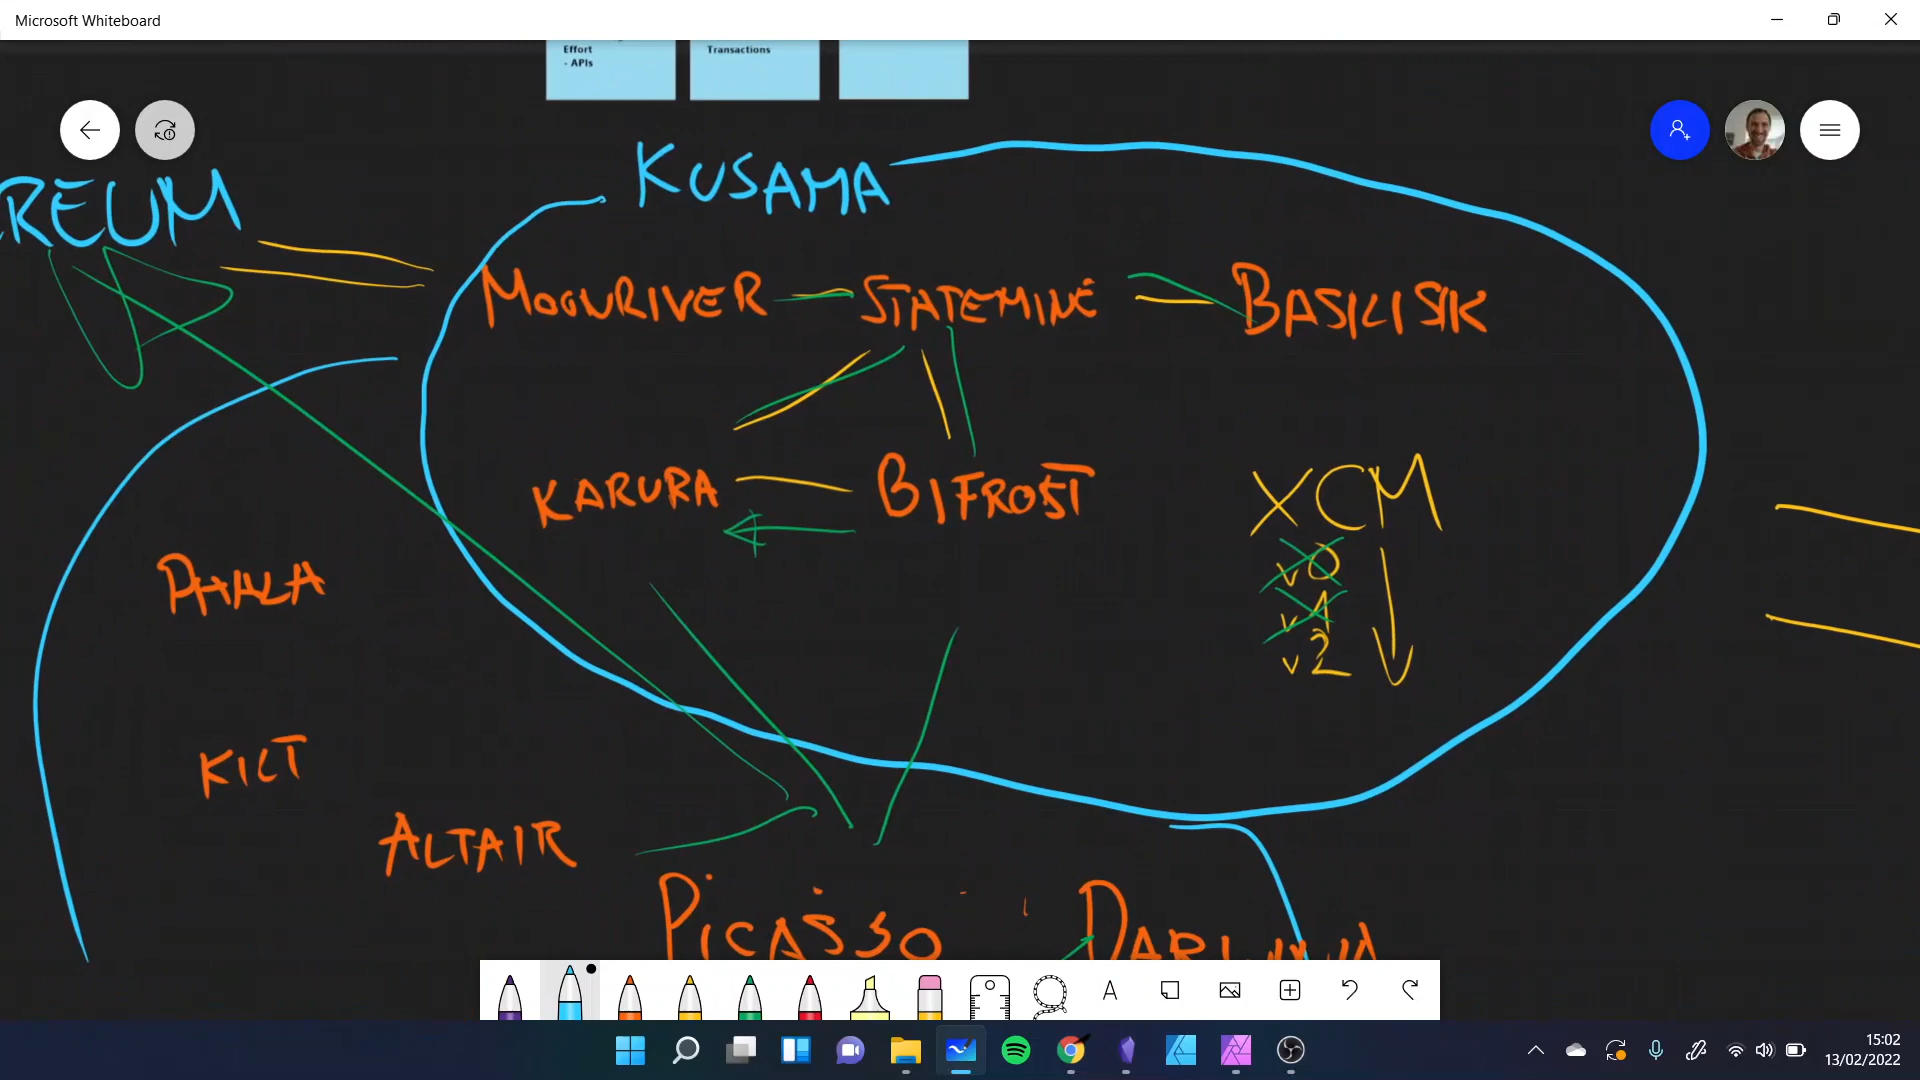 Microsoft Whiteboard
Effort
- APIs
Transactions
KUSAMA
REUM
MOONRIVER STATEMINE BASILISK
KARURA BIFROST
XCM
v0
v1
v2
PHALA
KILT
ALTAIR
PICASSO
A
15:02
13/02/2022